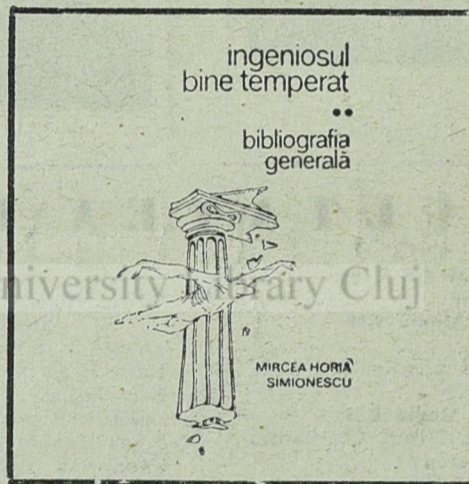 ingeniosul
bine temperat
••
bibliografia
generală
University Library Cluj
MIRCEA HORIA
SIMIONESCU